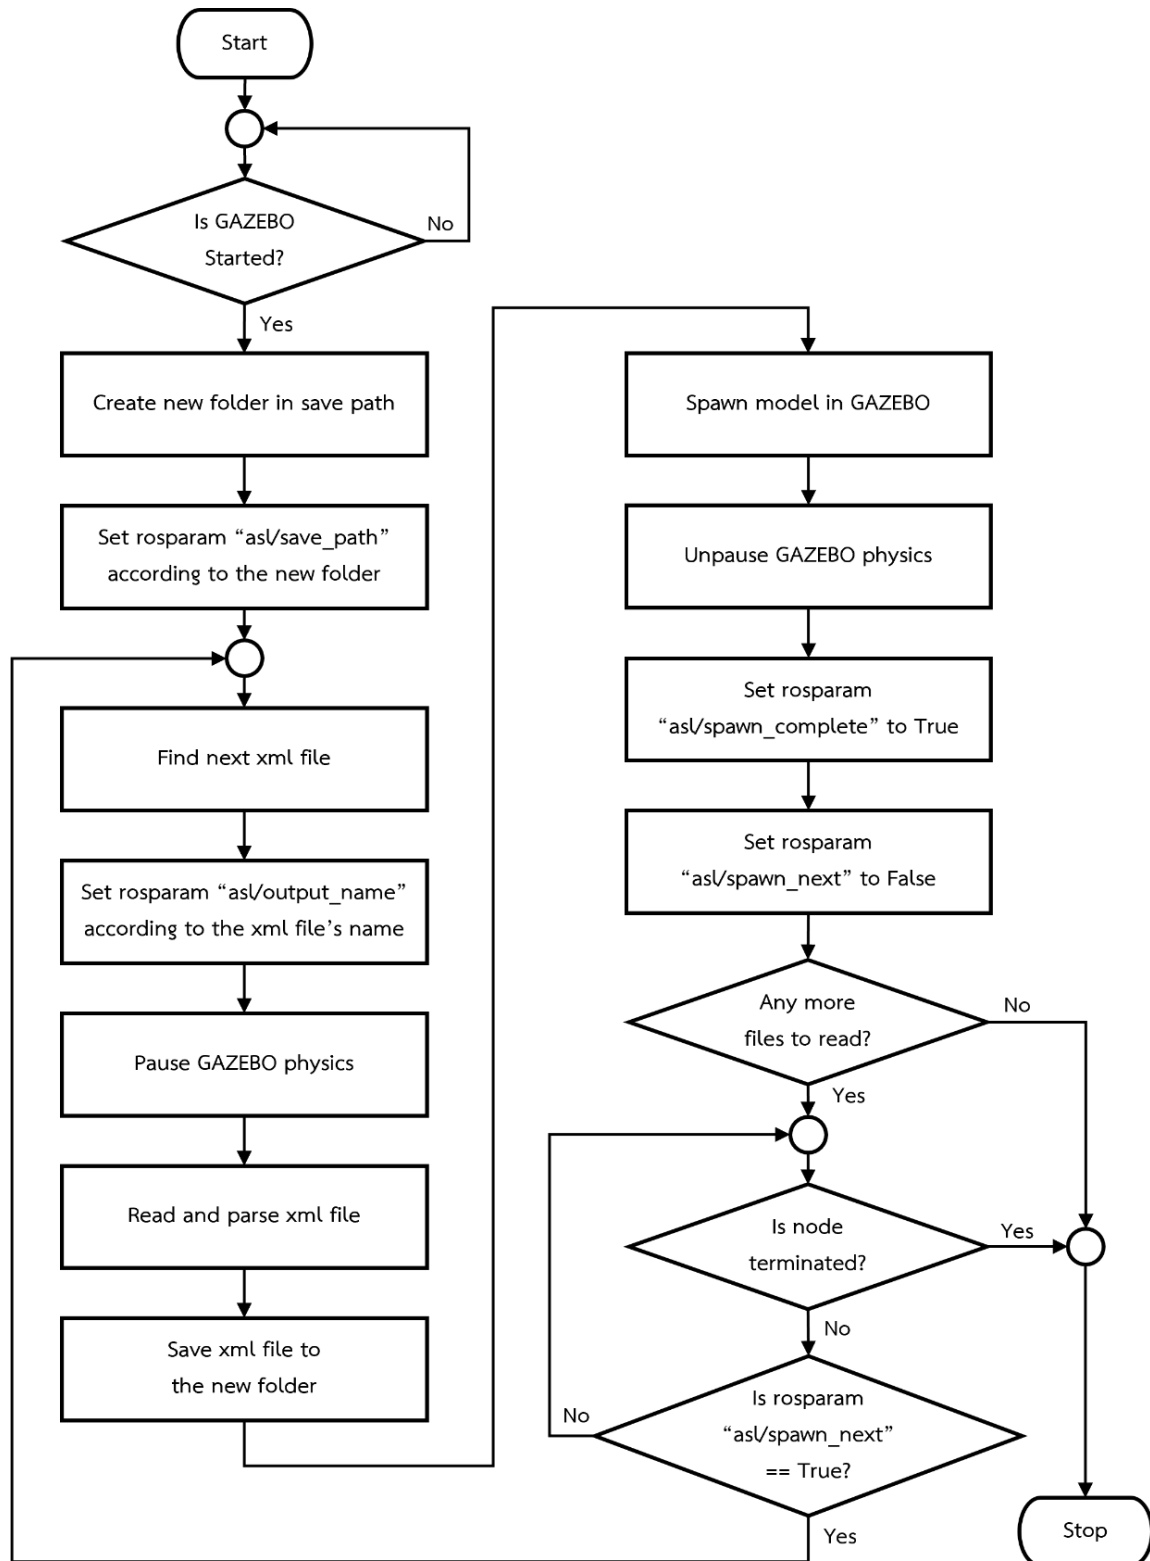 Start
Is GAZEBO
Started?
No
Yes
Create new folder in save path
Set rosparam “asl/save_path”
according to the new folder
Find next xml file
Set rosparam “asl/output_name”
according to the xml file’s name
Pause GAZEBO physics
Read and parse xml file
Save xml file to
the new folder
Spawn model in GAZEBO
Unpause GAZEBO physics
Set rosparam
“asl/spawn_complete” to True
Set rosparam
“asl/spawn_next” to False
Any more
files to read?
No
Yes
Is node
terminated?
Yes
No
Is rosparam
“asl/spawn_next”
== True?
No
Yes
Stop